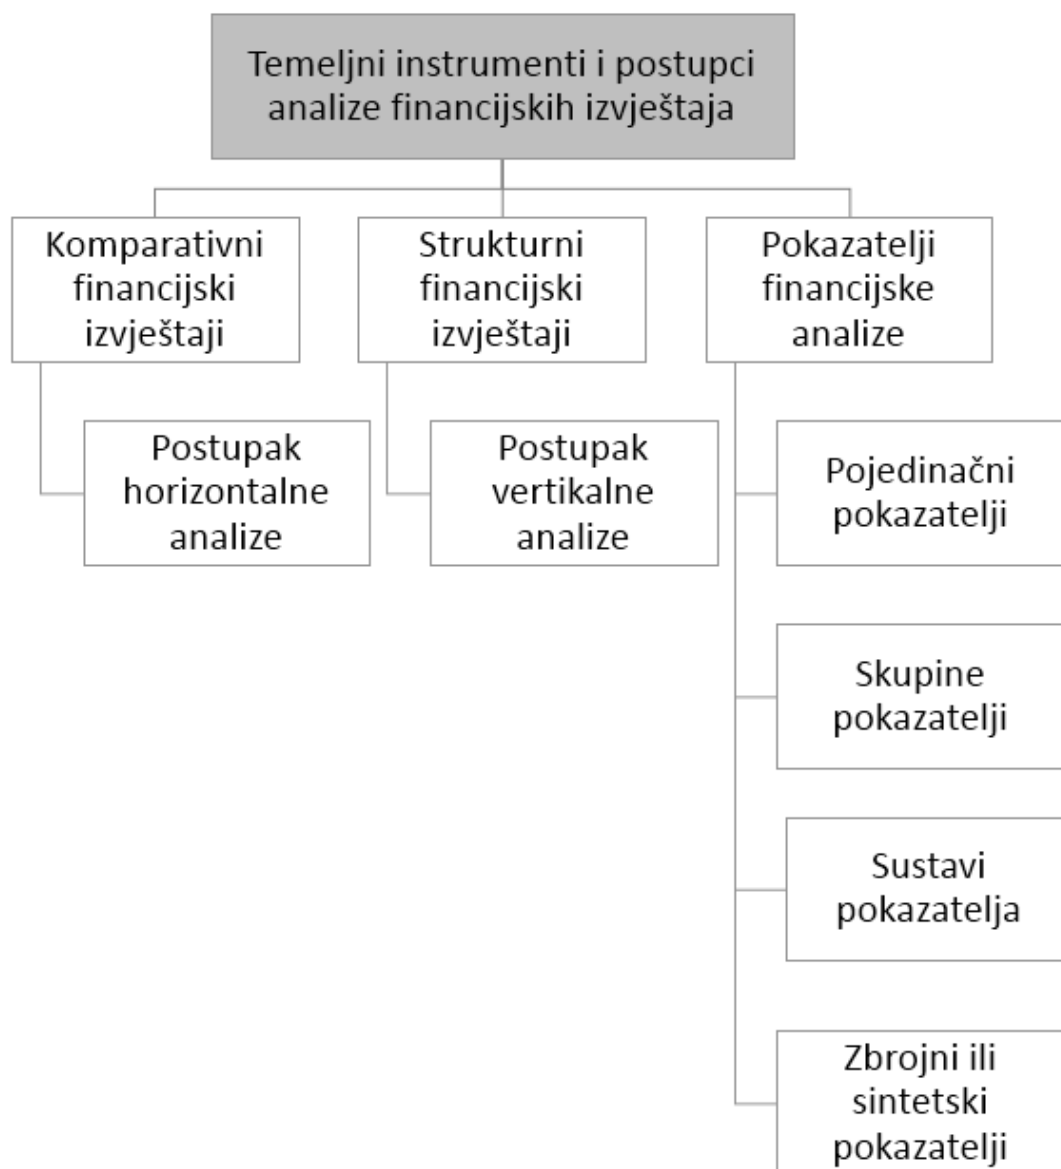 Temeljni instrumenti i postupci
analize financijskih izvještaja
Komparativni
financijski
izvještaji
Strukturni
financijski
izvještaji
Pokazatelji
financijske
analize
Postupak
horizontalne
analize
Postupak
vertikalne
analize
Pojedinačni
pokazatelji
Skupine
pokazatelji
Sustavi
pokazatelja
Zbrojni ili
sintetski
pokazatelji